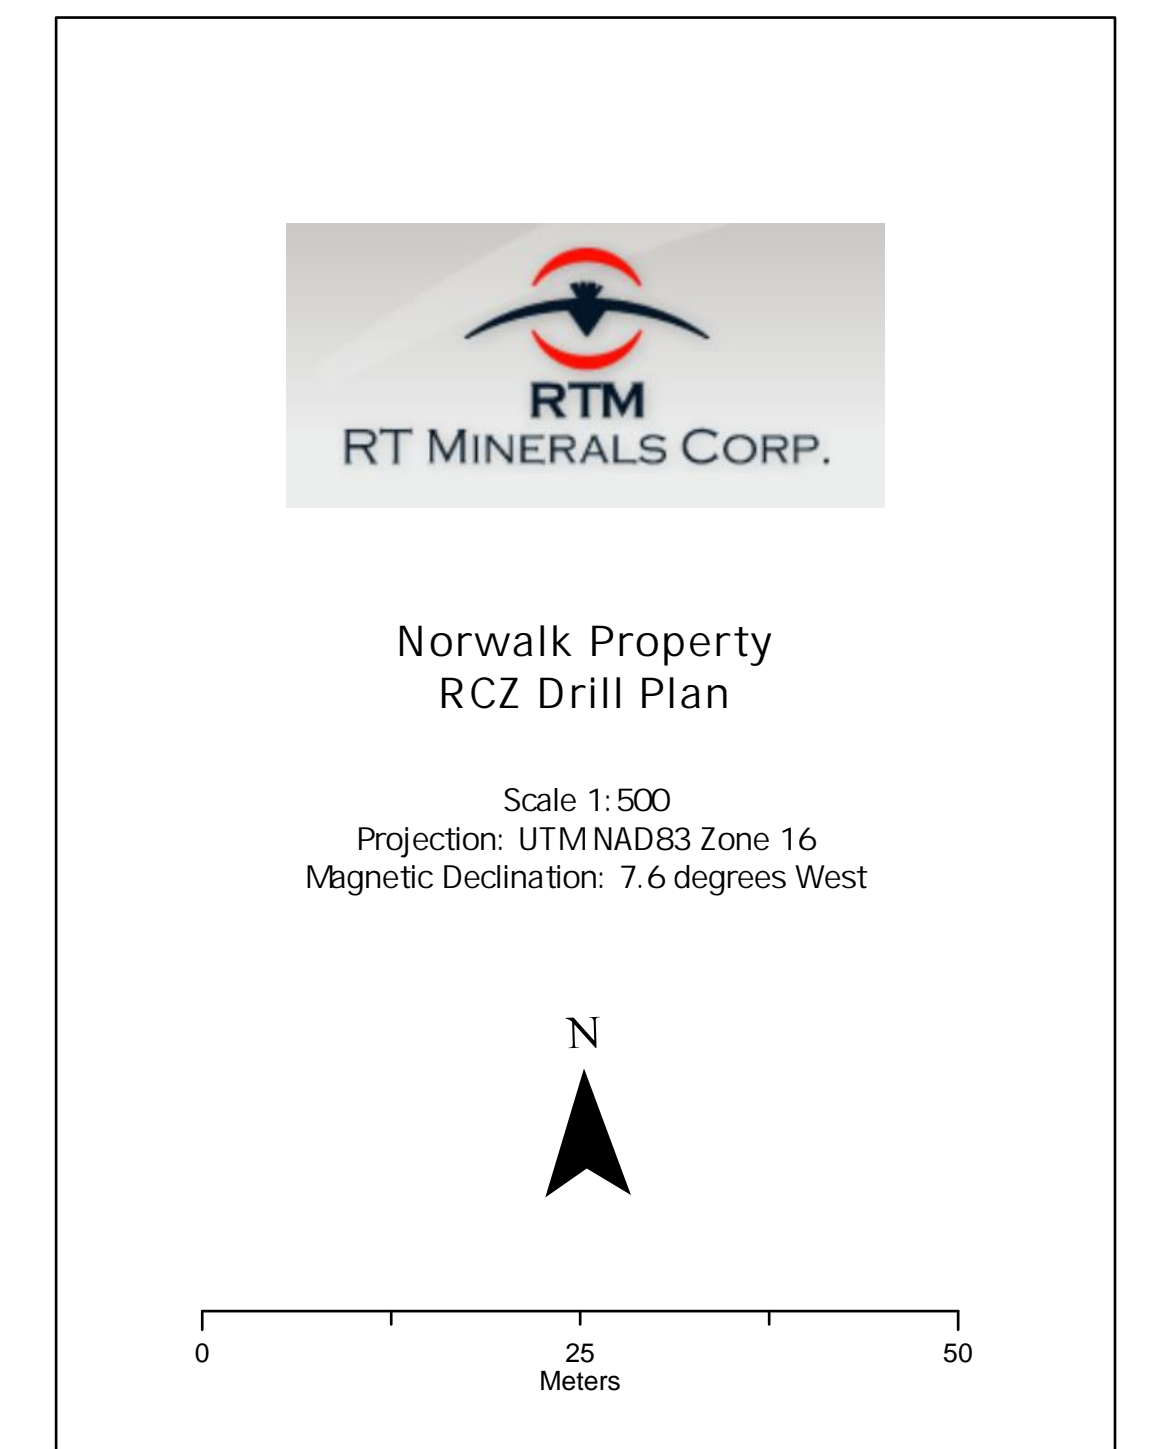 RTM
RT MINERALS CORP.
Norwalk Property
RCZ Drill Plan
Scale 1:500
Projection: UTM NAD83 Zone 16
Magnetic Declination: 7.6 degrees West
N
0 25 50
Meters